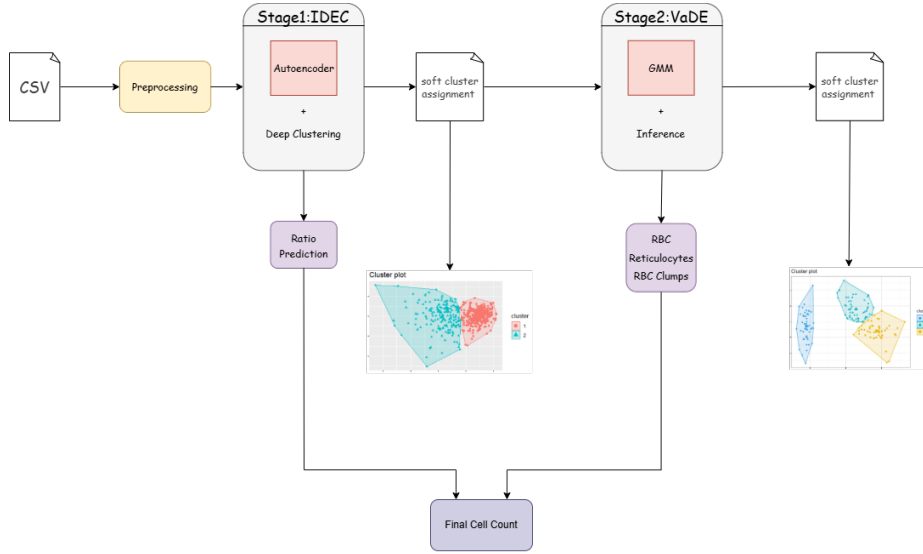 Stage1:IDEC
Stage2:VaDE
CSV
Preprocessing
Autoencoder
+
Deep Clustering
soft cluster
assignment
GMM
+
Inference
soft cluster
assignment
Ratio
Prediction
RBC
Reticulocytes
RBC Clumps
Cluster plot
cluster
1
2
Cluster plot
Final Cell Count